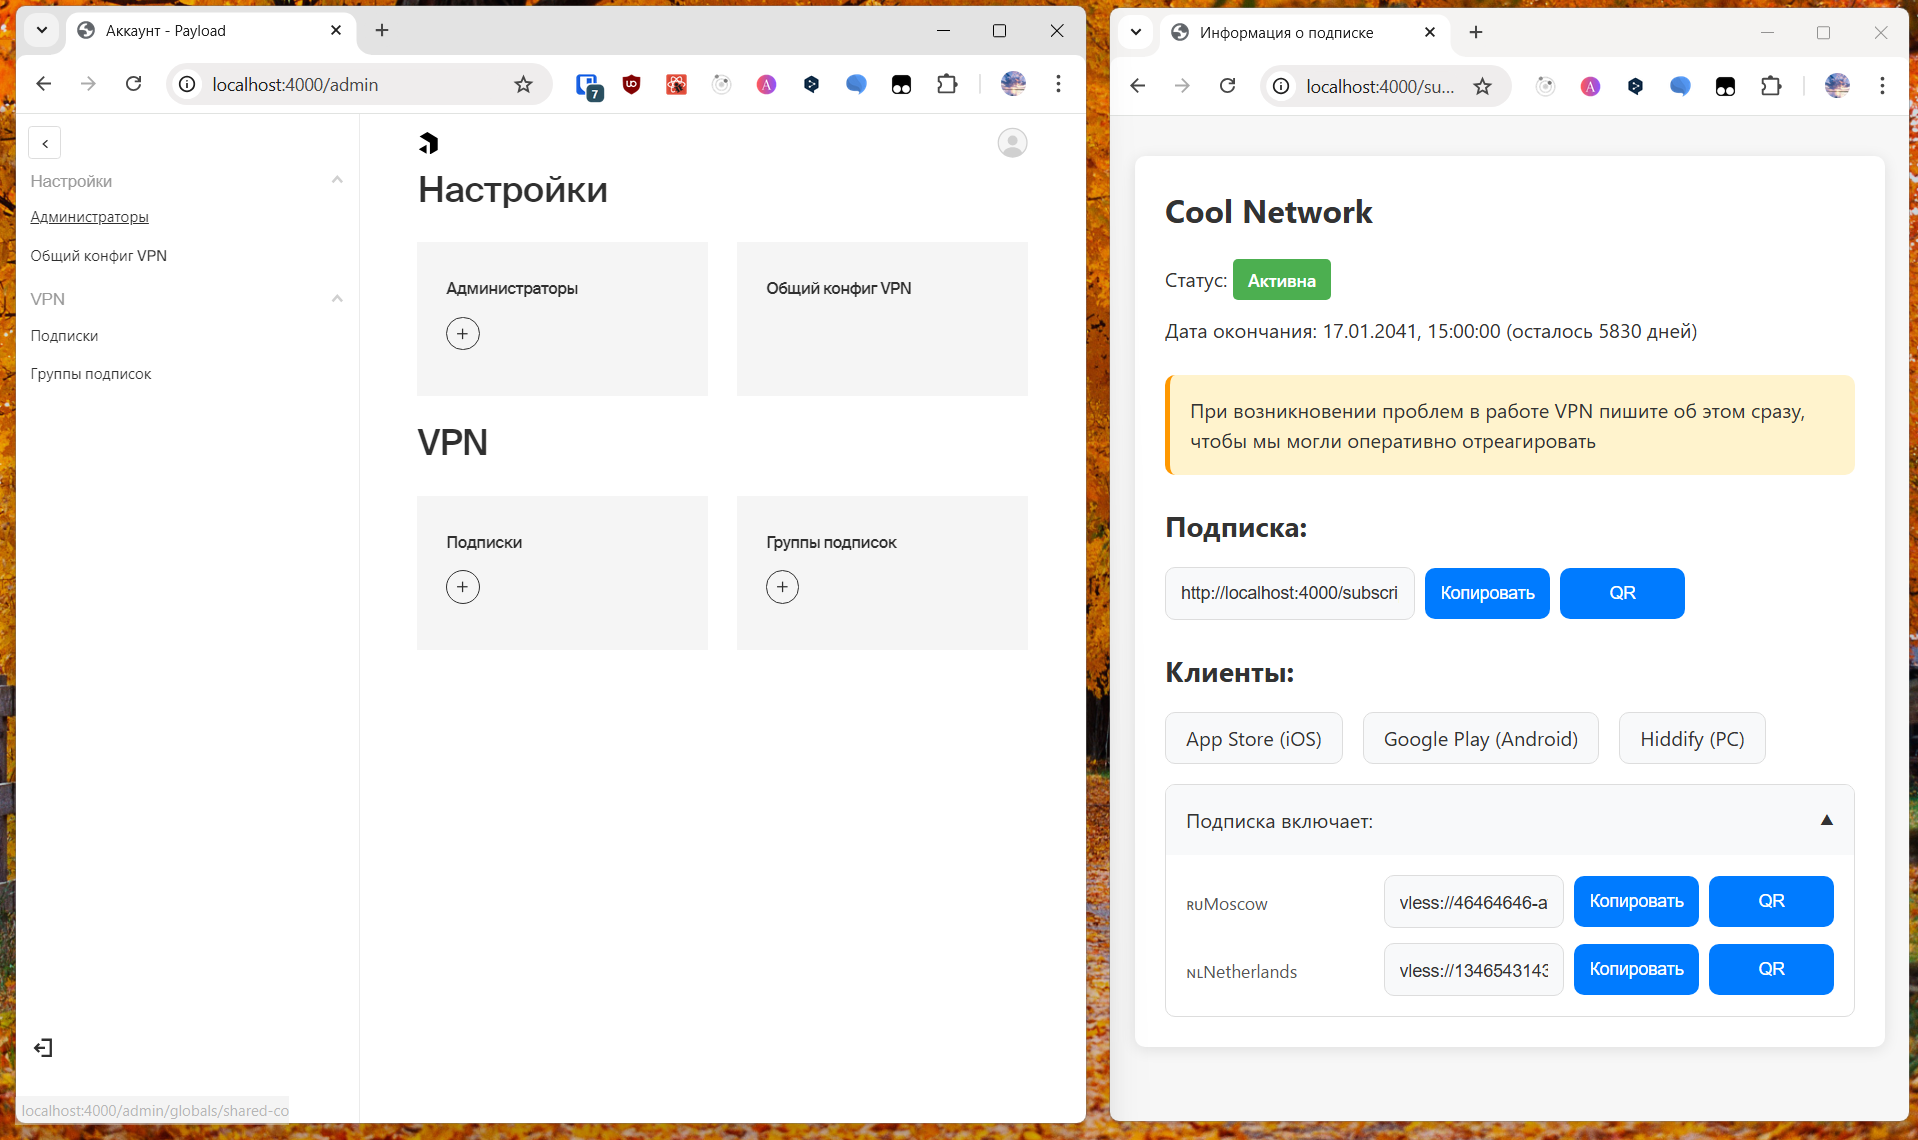 Аккаунт - Payload
localhost:4000/admin
7
Настройки
Администраторы
Общий конфиг VPN
VPN
Подписки
Группы подписок
localhost:4000/admin/globals/shared-co
Настройки
Администраторы
Общий конфиг VPN
VPN
Подписки
Группы подписок
Информация о подписке
localhost:4000/su...
Cool Network
Статус: Активна
Дата окончания: 17.01.2041, 15:00:00 (осталось 5830 дней)
При возникновении проблем в работе VPN пишите об этом сразу,
чтобы мы могли оперативно отреагировать
Подписка:
http://localhost:4000/subscri Копировать QR
Клиенты:
App Store (iOS) Google Play (Android) Hiddify (PC)
Подписка включает:
RUMoscow vless://46464646-a Копировать QR
NLNetherlands vless://1346543143 Копировать QR